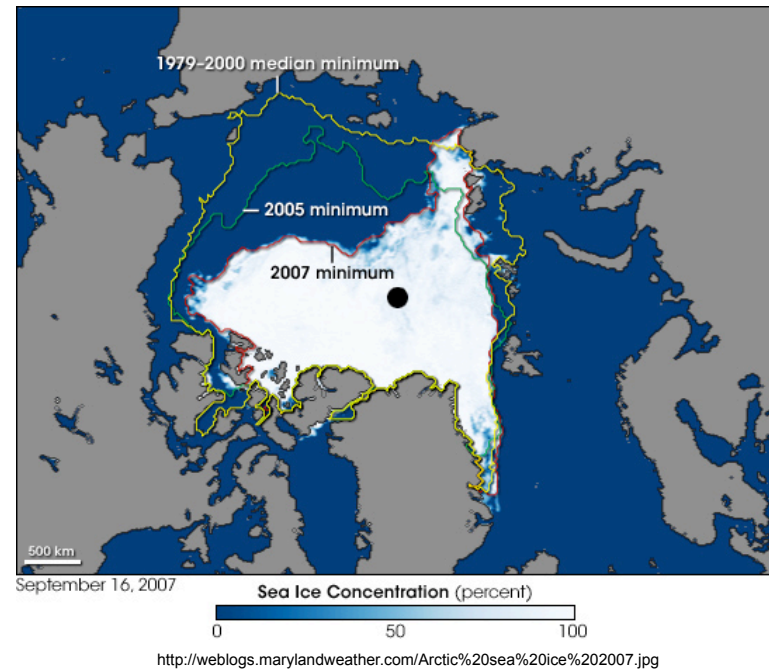 1979–2000 median minimum
2005 minimum
2007 minimum
500 km
September 16, 2007
Sea Ice Concentration (percent)
0 50 100
http://weblogs.marylandweather.com/Arctic%20sea%20ice%202007.jpg